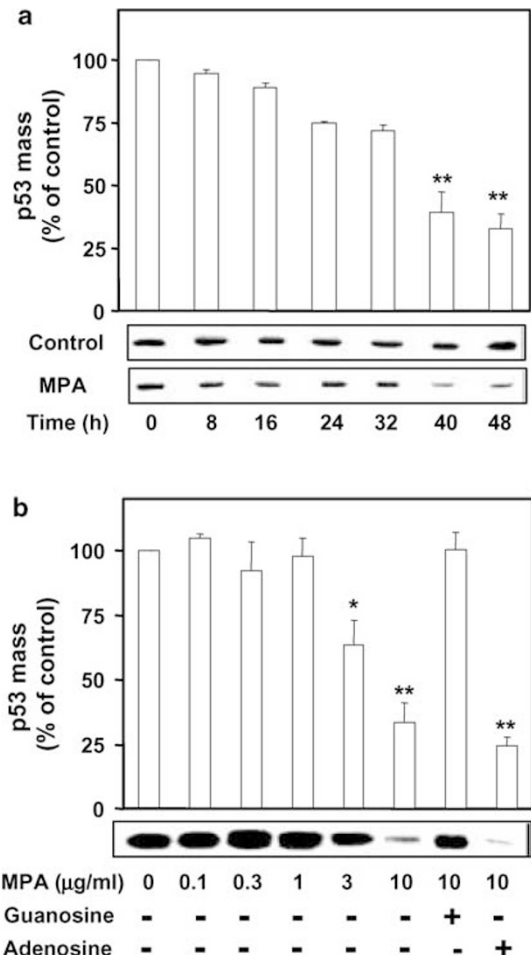 a
p53 mass
(% of control)
100
75
50
25
0
** **
Control
MPA
Time (h) 0 8 16 24 32 40 48
b
p53 mass
(% of control)
100
75
50
25
0
* ** **
MPA (µg/ml) 0 0.1 0.3 1 3 10 10 10
Guanosine - - - - - - + -
Adenosine - - - - - - - +